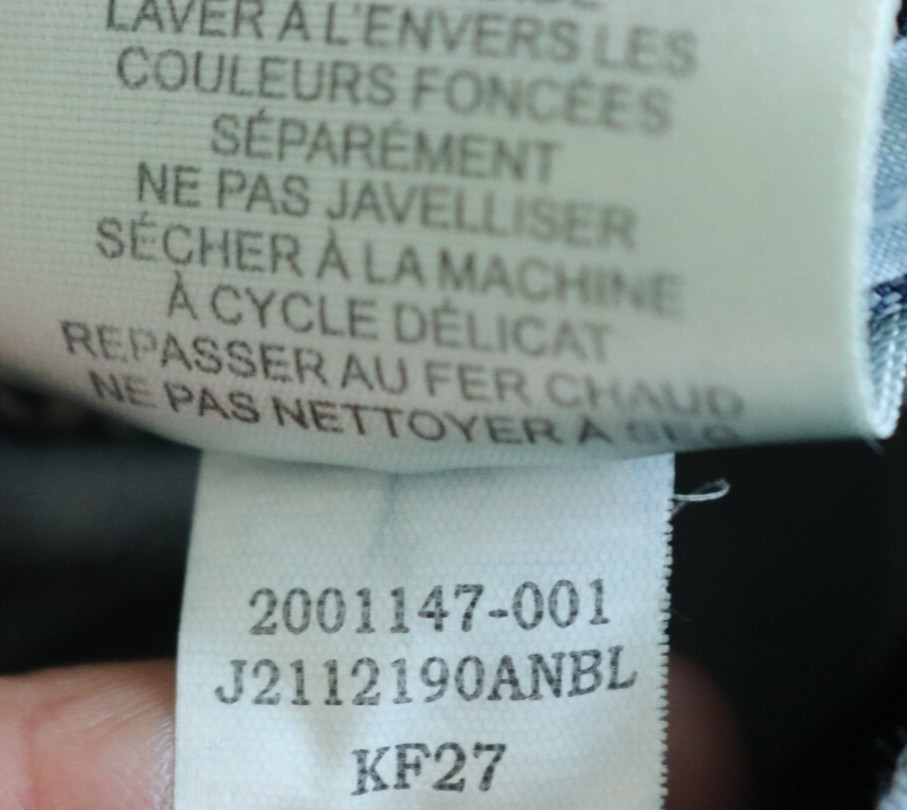 LAVER À L'ENVERS LES
COULEURS FONCÉES
SÉPARÉMENT
NE PAS JAVELLISER
SÉCHER À LA MACHINE
À CYCLE DÉLICAT
REPASSER AU FER CHAUD
NE PAS NETTOYER À SEC
2001147-001
J2112190ANBL
KF27